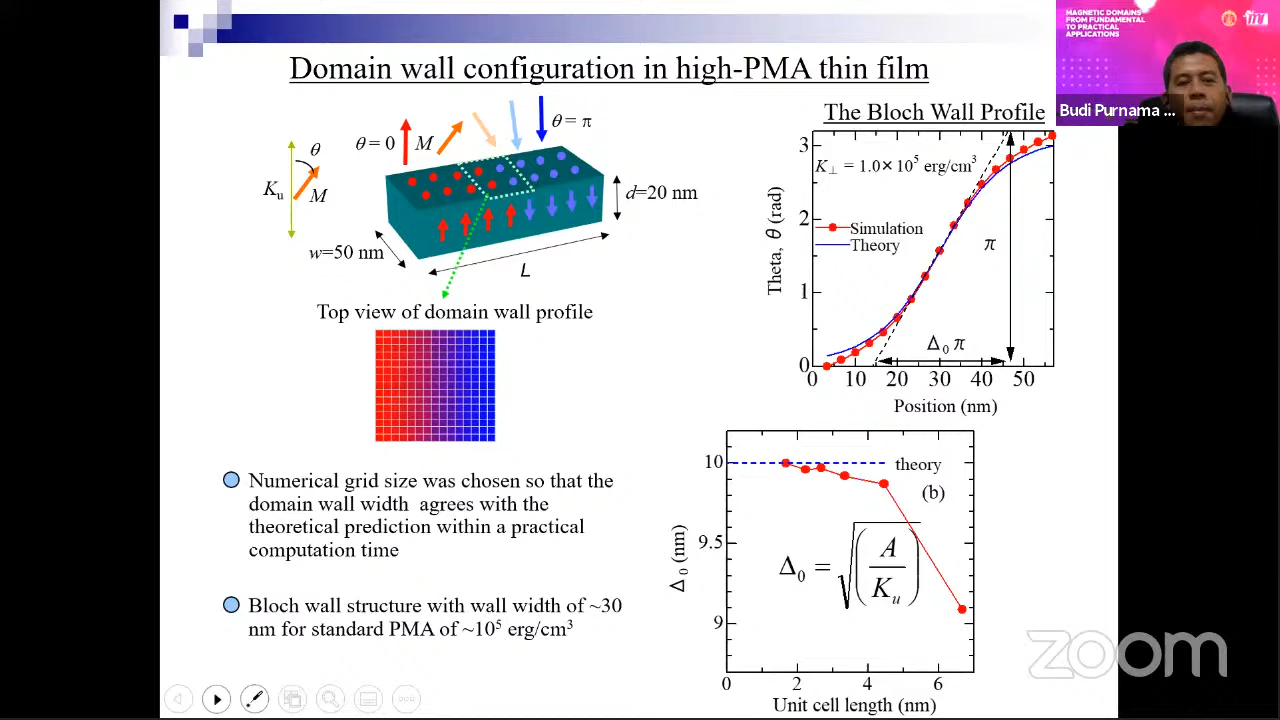 MAGNETIC DOMAINS
FROM FUNDAMENTAL
TO PRACTICAL
APPLICATIONS
Budi Purnama ...
Domain wall configuration in high-PMA thin film
θ = 0
M
θ = π
K_u
θ
M
d=20 nm
w=50 nm
L
Top view of domain wall profile
Numerical grid size was chosen so that the
domain wall width agrees with the
theoretical prediction within a practical
computation time
Bloch wall structure with wall width of ~30
nm for standard PMA of ~10⁵ erg/cm³
The Bloch Wall Profile
K⊥ = 1.0×10⁵ erg/cm³
Simulation
Theory
π
Δ₀ π
Theta, θ (rad)
3
2
1
0
0 10 20 30 40 50
Position (nm)
theory
(b)
Δ₀ = √(A/K_u)
Δ₀ (nm)
10
9.5
9
0 2 4 6
Unit cell length (nm)
zoom